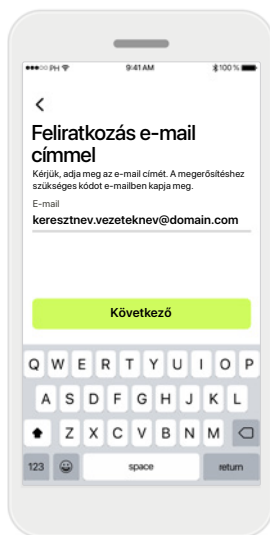 PH 9:41 AM 100 %
Feliratkozás e-mail
címmel
Kérjük, adja meg az e-mail címét. A megerősítéshez
szükséges kódot e-mailben kapja meg.
E-mail
keresztnev.vezeteknev@domain.com
Következő
Q W E R T Y U I O P
A S D F G H J K L
Z X C V B N M
123 space return